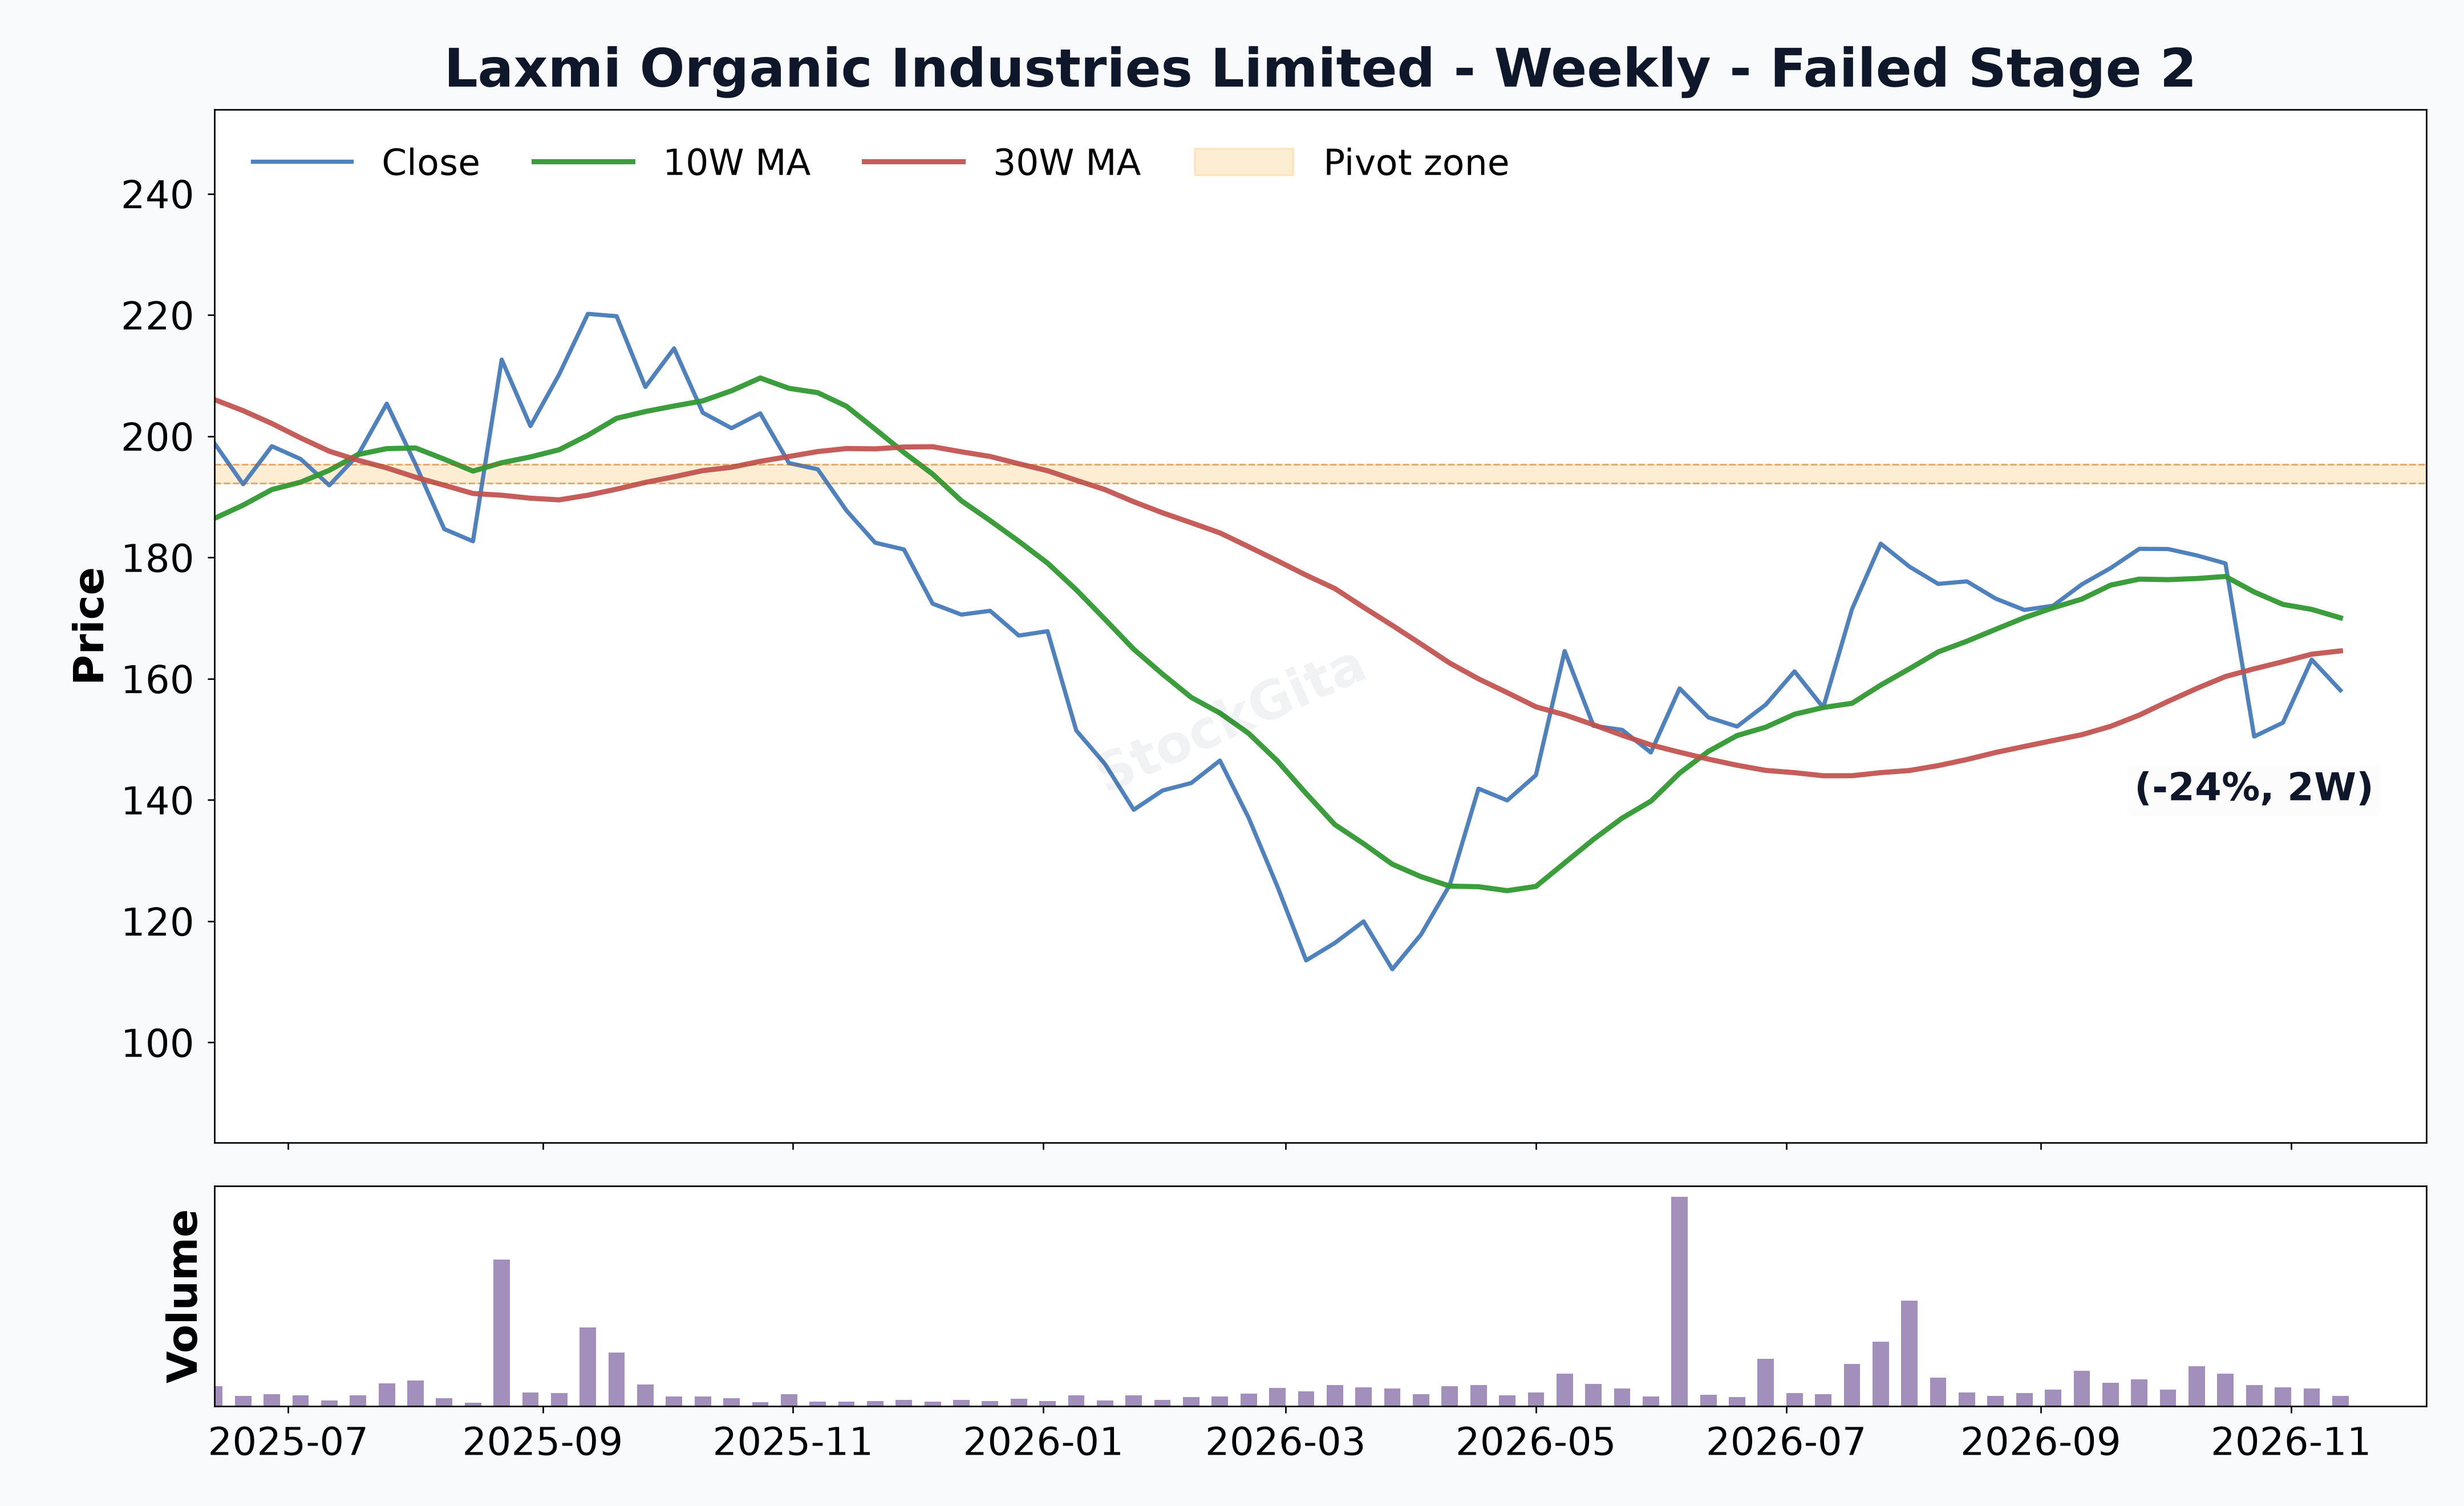 Laxmi Organic Industries Limited - Weekly - Failed Stage 2
Close
10W MA
30W MA
Pivot zone
240
220
200
180
160
140
120
100
Price
StockGita
(-24%, 2W)
Volume
2025-07
2025-09
2025-11
2026-01
2026-03
2026-05
2026-07
2026-09
2026-11